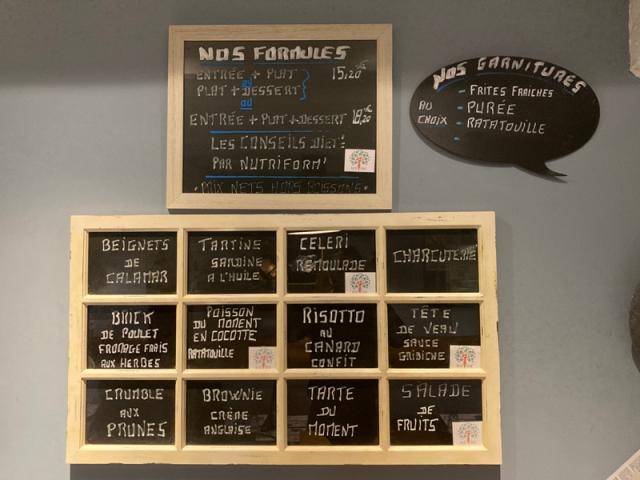 NOS FORMULES
ENTRÉE + PLAT 15,20
ou
PLAT + DESSERT
ou
ENTRÉE + PLAT + DESSERT 18,20
LES CONSEILS DIET'
PAR NUTRIFORM'
NOS GARNITURES
AU CHOIX
- FRITES FRAICHES
- PURÉE
- RATATOUILLE
BEIGNETS
DE
CALAMAR
TARTINE
SARDINE
A L'HUILE
CELERI
RÉMOULADE
CHARCUTERIE
BRICK
DE POULET
FROMAGE FRAIS
AUX HERBES
POISSON
DU MOMENT
EN COCOTTE
RATATOUILLE
RISOTTO
AU
CANARD
CONFIT
TÊTE
DE VEAU
SAUCE
GRIBICHE
CRUMBLE
AUX
PRUNES
BROWNIE
CRÈME
ANGLAISE
TARTE
DU
MOMENT
SALADE
DE
FRUITS